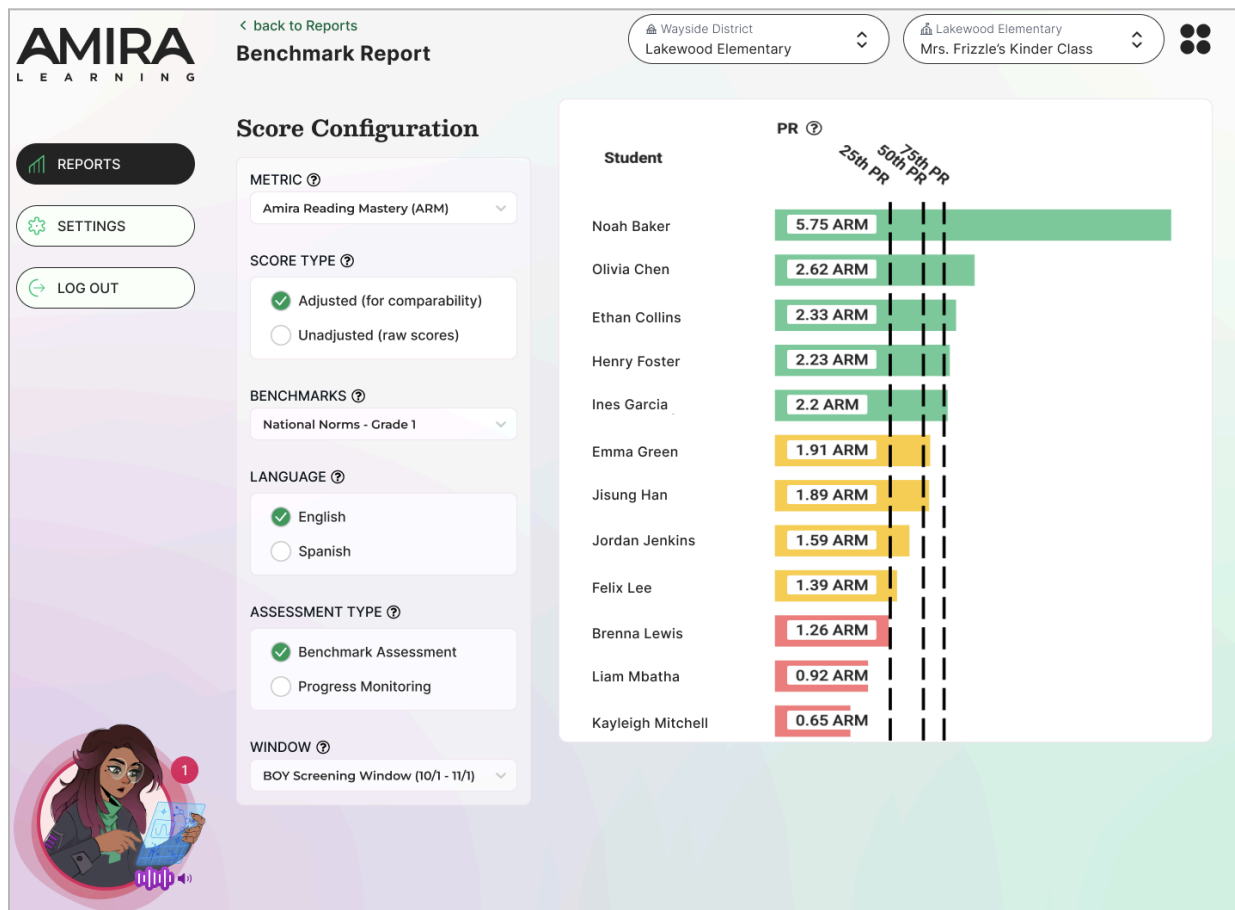 AMIRA
LEARNING
back to Reports
Benchmark Report
Wayside District
Lakewood Elementary
Lakewood Elementary
Mrs. Frizzle's Kinder Class
REPORTS
SETTINGS
LOG OUT
Score Configuration
METRIC ?
Amira Reading Mastery (ARM)
SCORE TYPE ?
Adjusted (for comparability)
Unadjusted (raw scores)
BENCHMARKS ?
National Norms - Grade 1
LANGUAGE ?
English
Spanish
ASSESSMENT TYPE ?
Benchmark Assessment
Progress Monitoring
WINDOW ?
BOY Screening Window (10/1 - 11/1)
PR ?
Student
25th PR
50th PR
75th PR
Noah Baker 5.75 ARM
Olivia Chen 2.62 ARM
Ethan Collins 2.33 ARM
Henry Foster 2.23 ARM
Ines Garcia 2.2 ARM
Emma Green 1.91 ARM
Jisung Han 1.89 ARM
Jordan Jenkins 1.59 ARM
Felix Lee 1.39 ARM
Brenna Lewis 1.26 ARM
Liam Mbatha 0.92 ARM
Kayleigh Mitchell 0.65 ARM
1